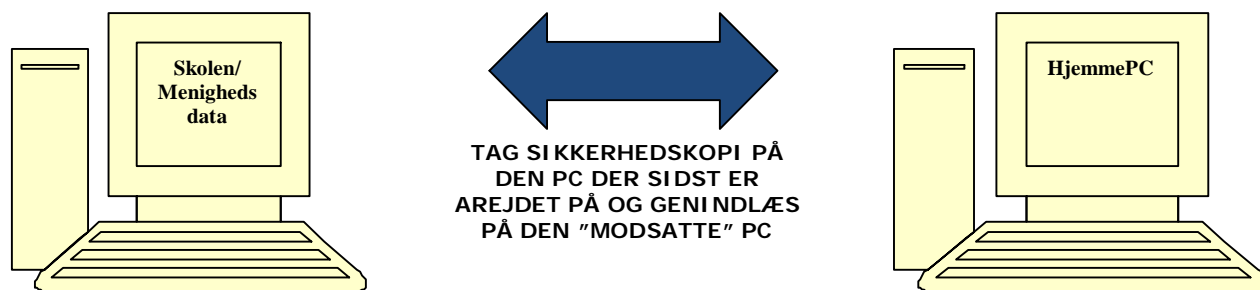 Skolen/
Menigheds
data
HjemmePC
TAG SIKKERHEDSKOPI PÅ
DEN PC DER SIDST ER
AREJDET PÅ OG GENINDLÆS
PÅ DEN ”MODSATTE” PC